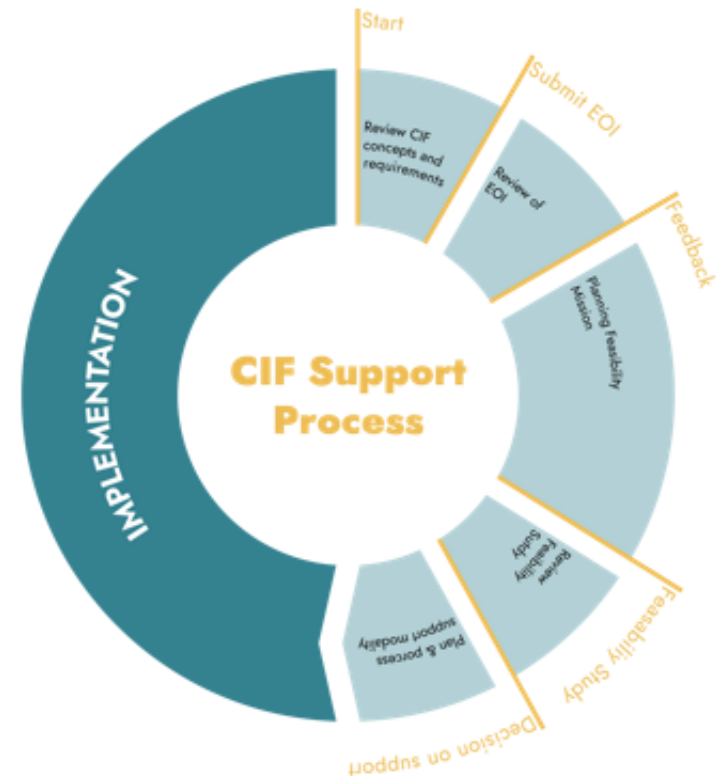 Start
Review CIF
concepts and
requirements
Submit EOI
Review of
EOI
Feedback
Planning Feasibility
Mission
Feasability Study
Review
Feasibility
Sutdy
Decision on support
Plan & porcess
support modality
IMPLEMENTATION
CIF Support
Process